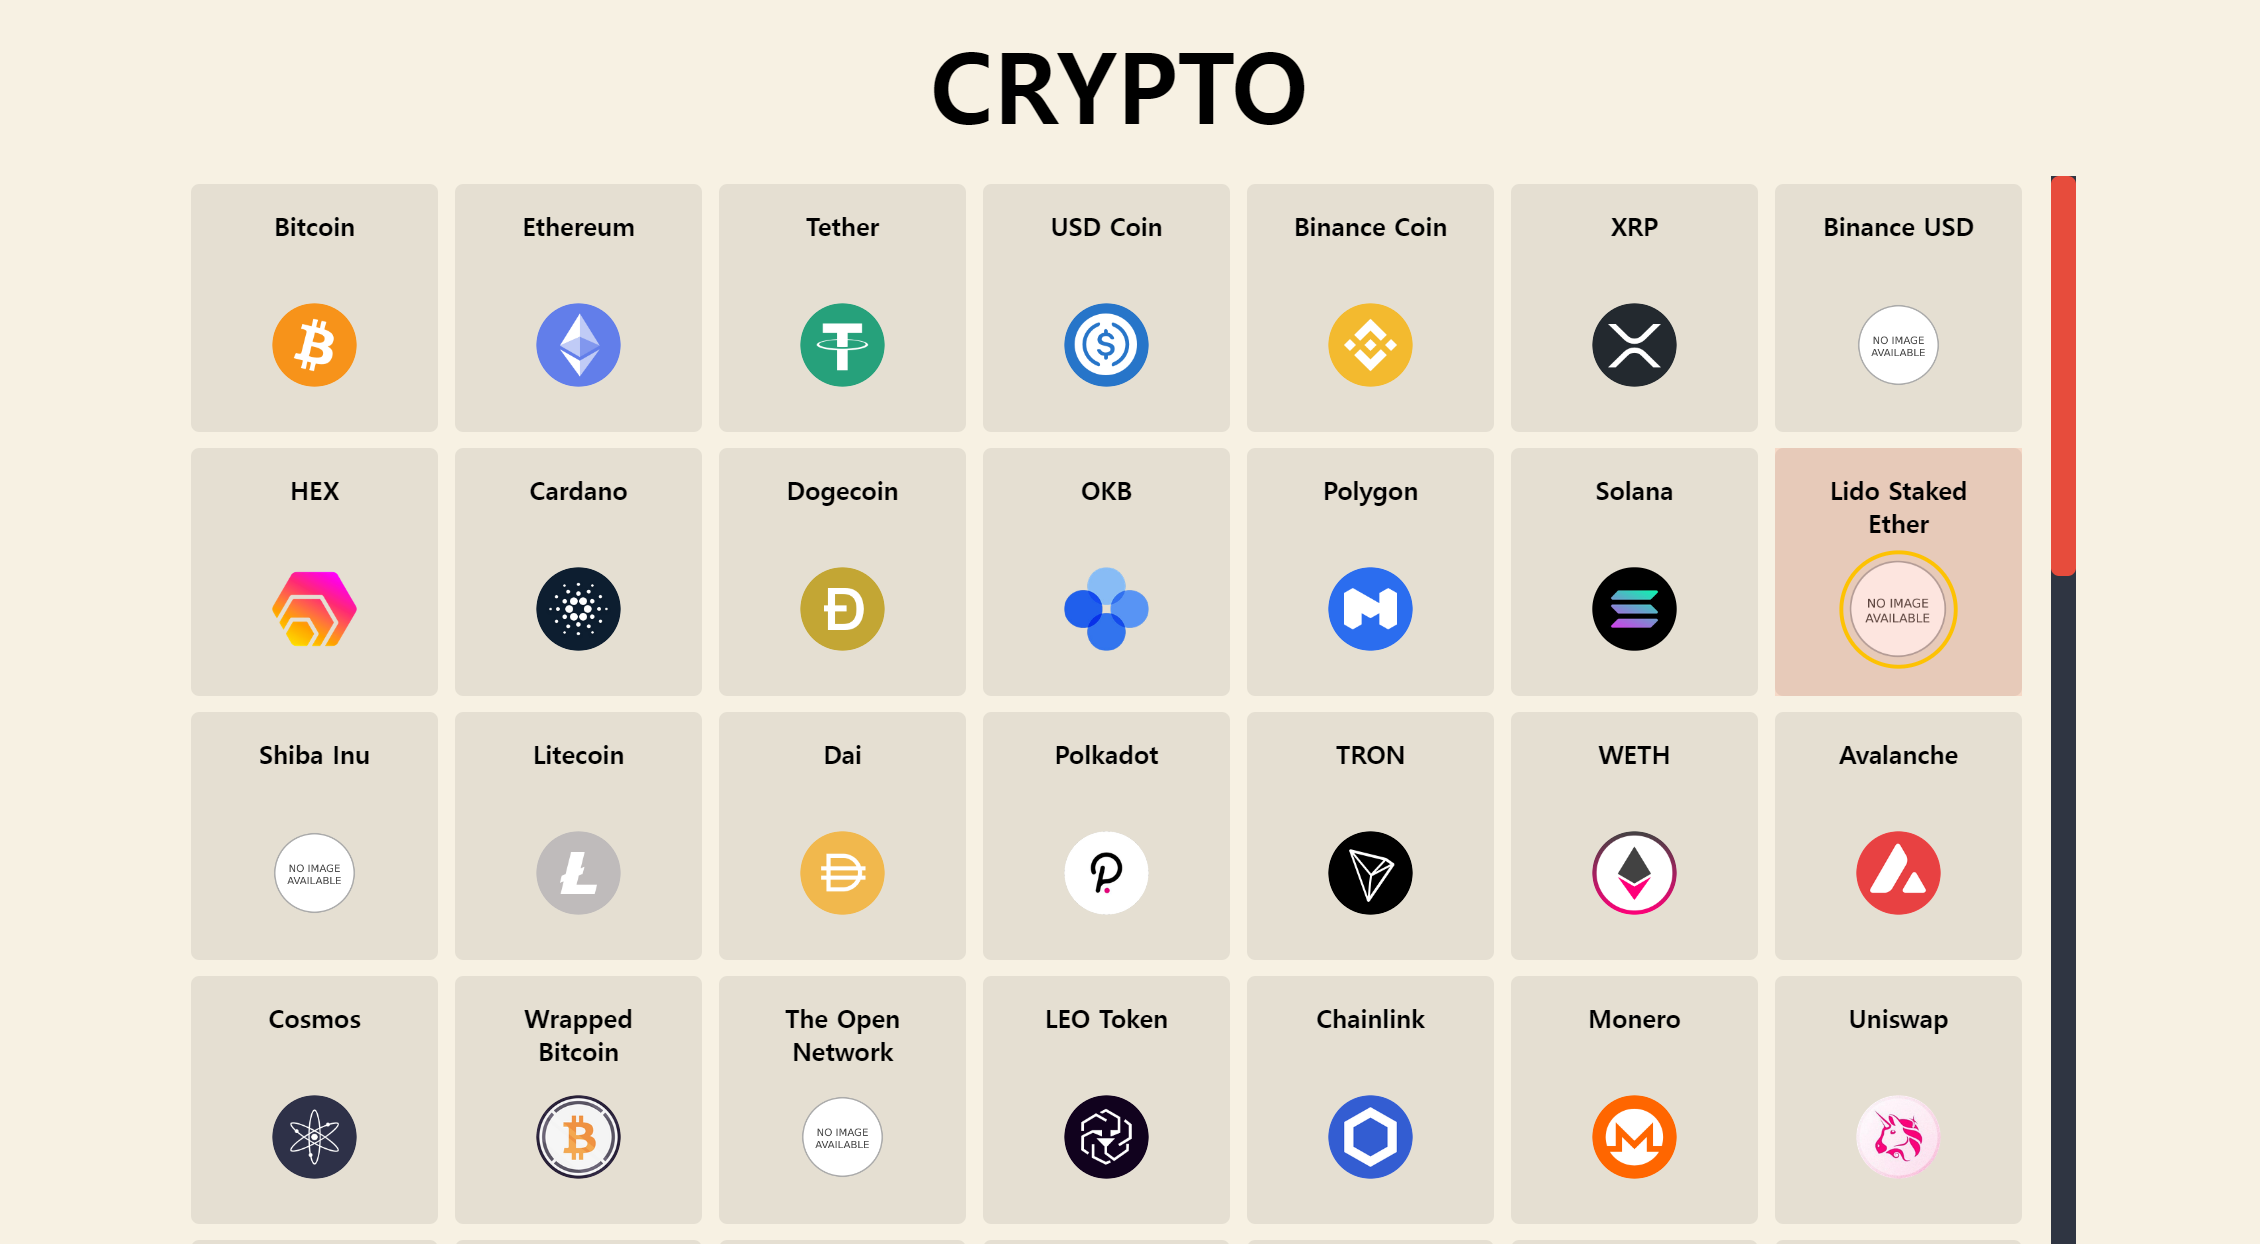 CRYPTO
Bitcoin
Ethereum
Tether
USD Coin
Binance Coin
XRP
Binance USD
NO IMAGE
AVAILABLE
HEX
Cardano
Dogecoin
OKB
Polygon
Solana
Lido Staked
Ether
NO IMAGE
AVAILABLE
Shiba Inu
NO IMAGE
AVAILABLE
Litecoin
Dai
Polkadot
TRON
WETH
Avalanche
Cosmos
Wrapped
Bitcoin
The Open
Network
NO IMAGE
AVAILABLE
LEO Token
Chainlink
Monero
Uniswap